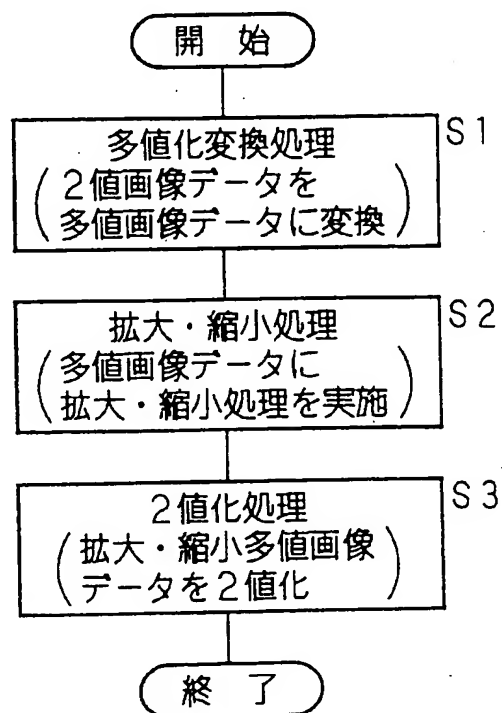 開 始
S1
多値化変換処理
(2値画像データを
多値画像データに変換)
S2
拡大・縮小処理
(多値画像データに
拡大・縮小処理を実施)
S3
2値化処理
(拡大・縮小多値画像
データを2値化)
終 了